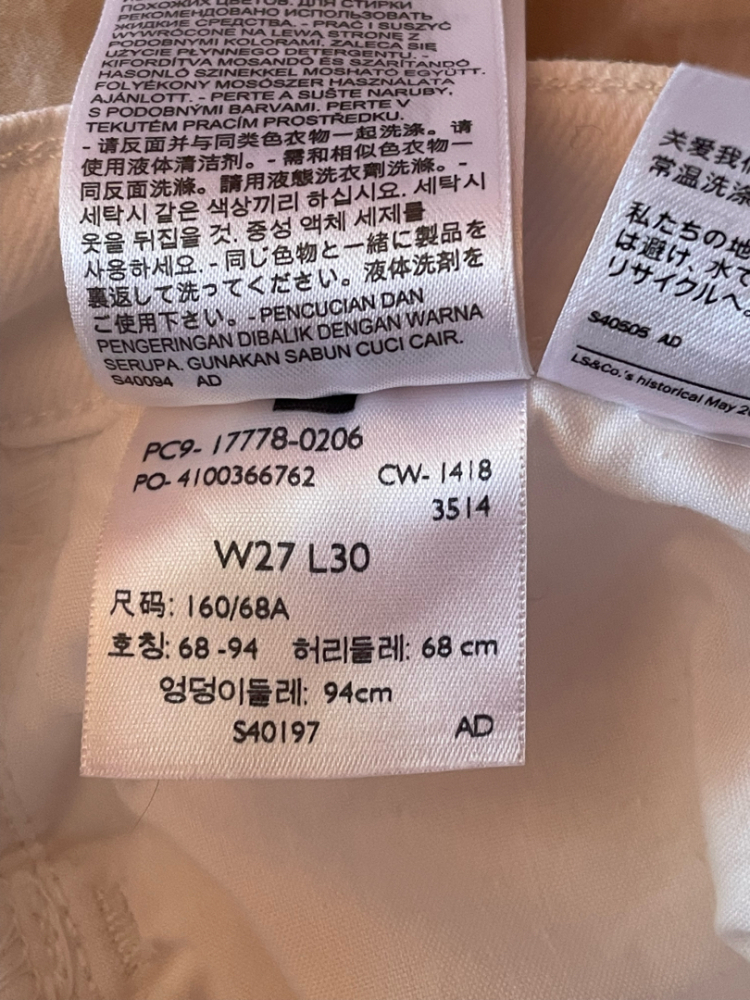 ПОХОЖИХ ЦВЕТОВ. ДЛЯ СТИРКИ
РЕКОМЕНДОВАНО ИСПОЛЬЗОВАТЬ
ЖИДКИЕ СРЕДСТВА. - PRAĆ I SUSZYĆ
WYWRÓCONE NA LEWĄ STRONĘ Z
PODOBNYMI KOLORAMI. ZALECA SIĘ
UŻYCIE PŁYNNEGO DETERGENTU. -
KIFORDÍTVA MOSANDÓ ÉS SZÁRÍTANDÓ
HASONLÓ SZINEKKEL MOSHATÓ EGYÜTT.
FOLYÉKONY MOSÓSZER HASZNÁLATA
AJÁNLOTT. - PERTE A SUŠTE NARUBY,
S PODOBNÝMI BARVAMI. PERTE V
TEKUTÉM PRACÍM PROSTŘEDKU.
- 请反面并与同类色衣物一起洗涤。请
使用液体清洁剂。- 需和相似色衣物一
同反面洗滌。請用液態洗衣劑洗滌。-
세탁시 같은 색상끼리 하십시요. 세탁시
옷을 뒤집을 것. 중성 액체 세제를
사용하세요. - 同じ色物と一緒に製品を
裏返して洗ってください。液体洗剤を
ご使用下さい。- PENCUCIAN DAN
PENGERINGAN DIBALIK DENGAN WARNA
SERUPA. GUNAKAN SABUN CUCI CAIR.
S40094 AD
PC9- 17778-0206
PO- 4100366762 CW- 1418
3514
W27 L30
尺码: 160/68A
호칭: 68 -94 허리둘레: 68 cm
엉덩이둘레: 94cm
S40197 AD
关爱我们
常温洗涤
私たちの地
は避け、水で
リサイクルへ
S40505 AD
LS&Co.'s historical May